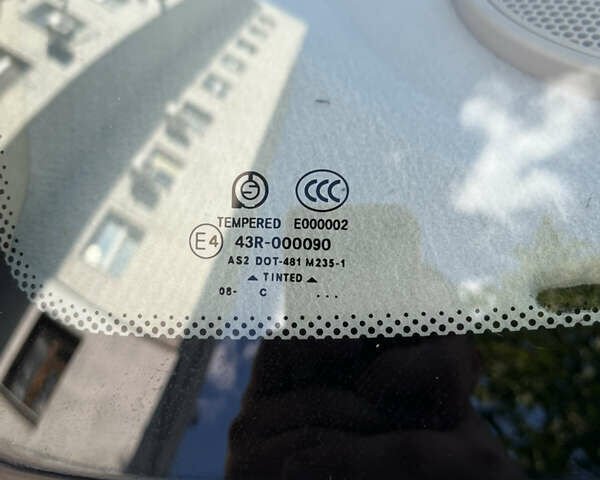 CCC
TEMPERED E000002
E4 43R-000090
AS2 DOT-481 M235-1
TINTED
08- C ...